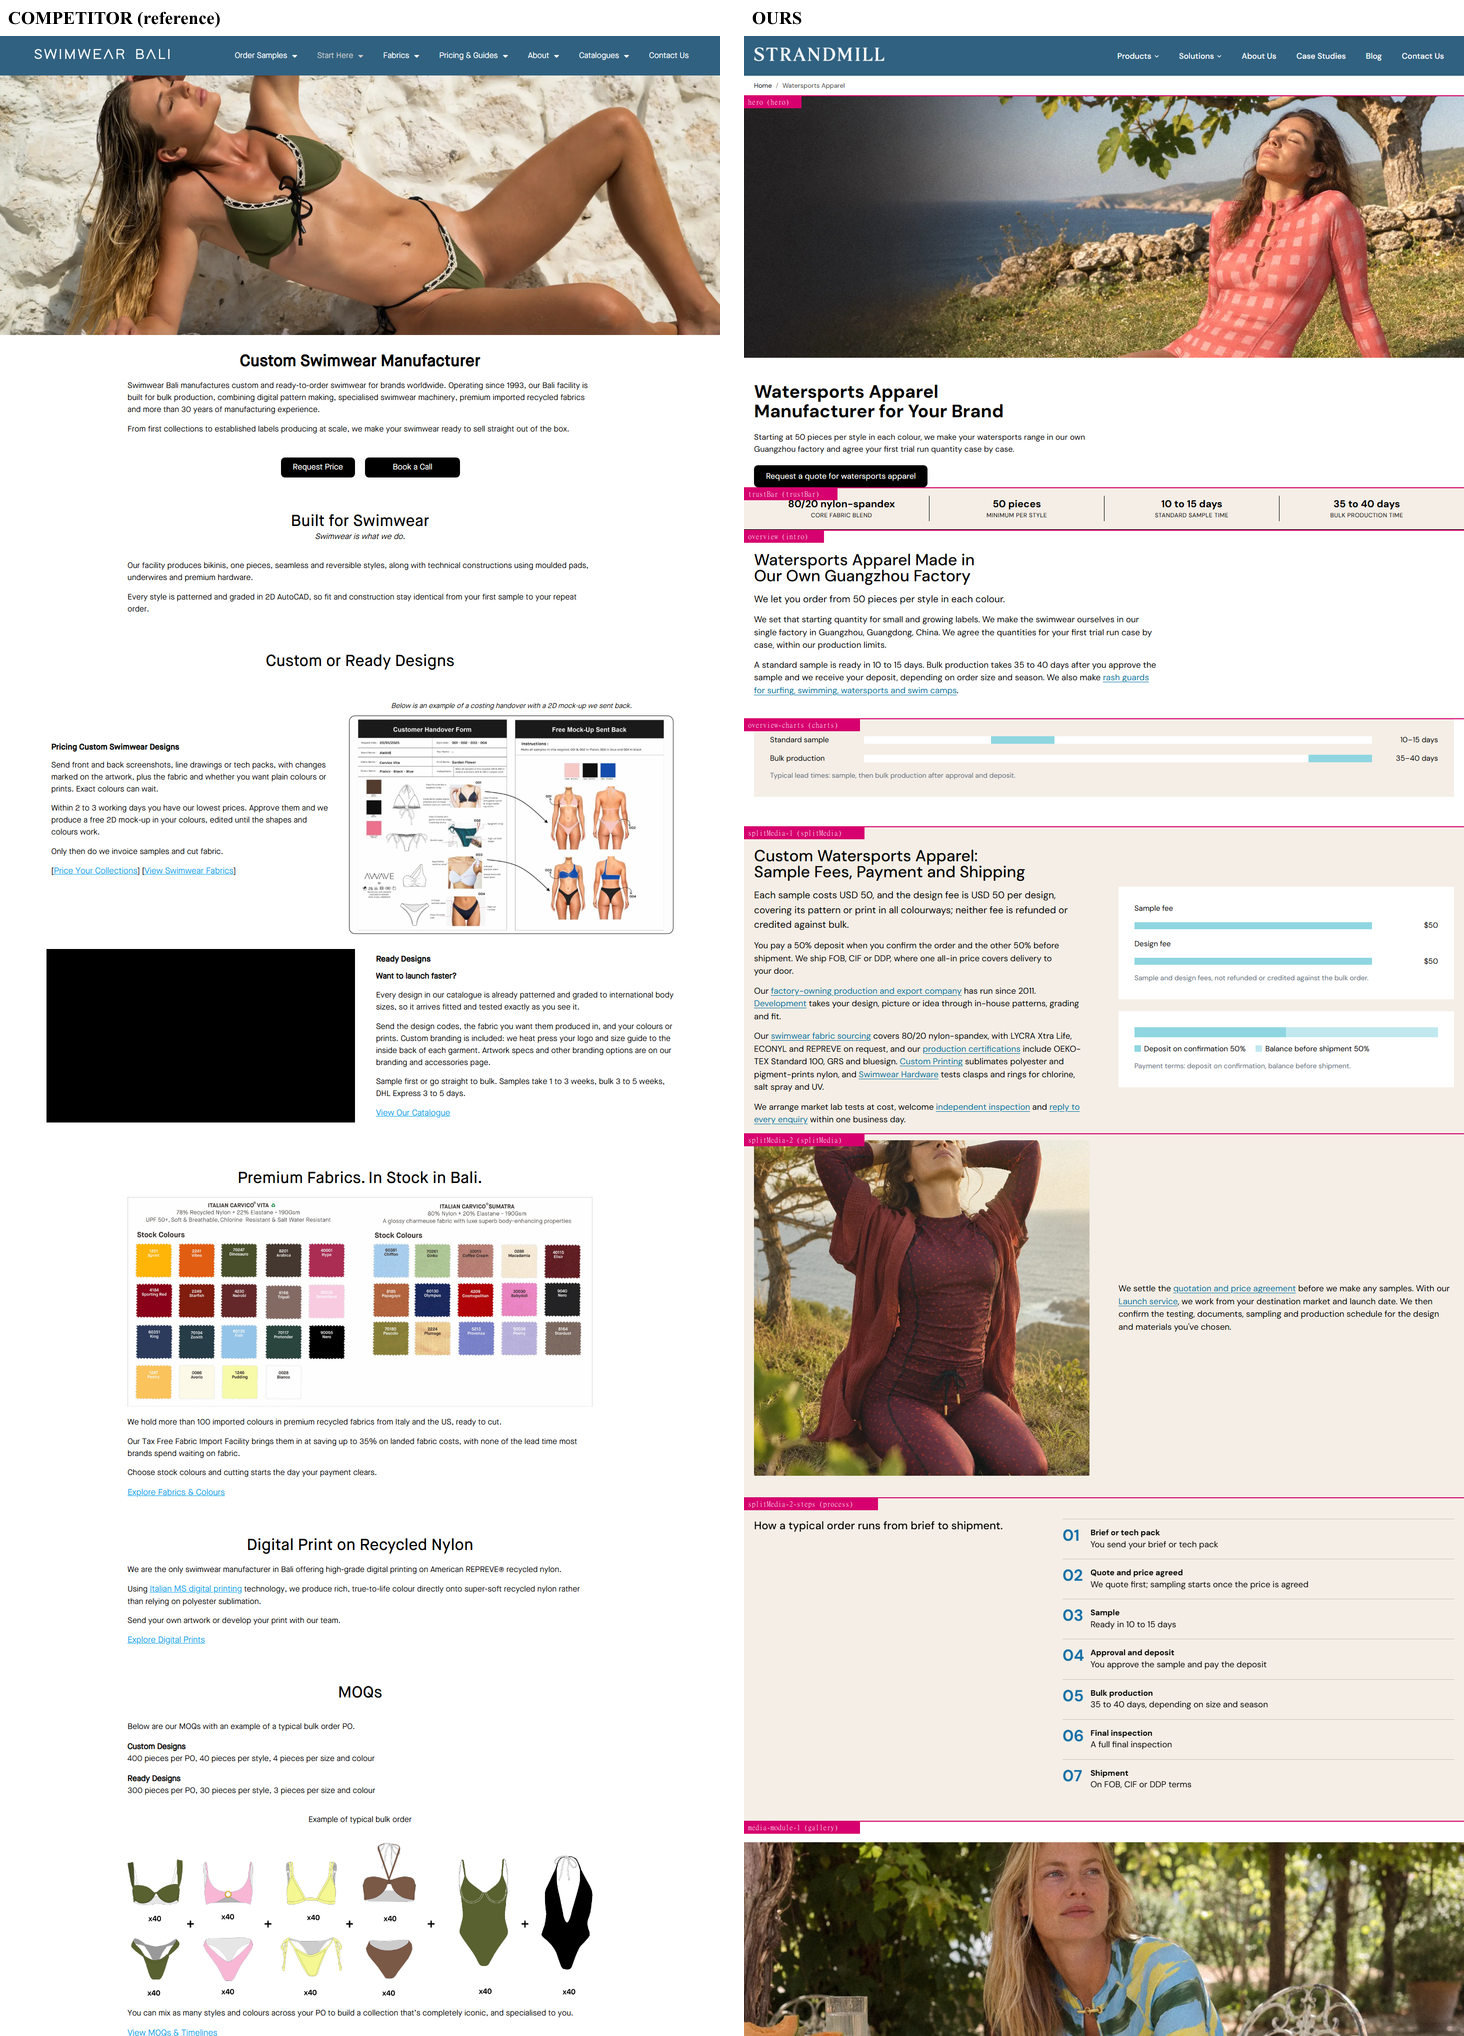 COMPETITOR (reference)
SWIMWEAR BALI
Order Samples
Start Here
Fabrics
Pricing & Guides
About
Catalogues
Contact Us
Custom Swimwear Manufacturer
Swimwear Bali manufactures custom and ready-to-order swimwear for brands worldwide. Operating since 1993, our Bali facility is
built for bulk production, combining digital pattern making, specialised swimwear machinery, premium imported recycled fabrics
and more than 30 years of manufacturing experience.
From first collections to established labels producing at scale, we make your swimwear ready to sell straight out of the box.
Request Price
Book a Call
Built for Swimwear
Swimwear is what we do.
Our facility produces bikinis, one pieces, seamless and reversible styles, along with technical constructions using moulded pads,
underwires and premium hardware.
Every style is patterned and graded in 2D AutoCAD, so fit and construction stay identical from your first sample to your repeat
order.
Custom or Ready Designs
Below is an example of a costing handover with a 2D mock-up we sent back.
Pricing Custom Swimwear Designs
Send front and back screenshots, line drawings or tech packs, with changes
marked on the artwork, plus the fabric and whether you want plain colours or
prints. Exact colours can wait.
Within 2 to 3 working days you have our lowest prices. Approve them and we
produce a free 2D mock-up in your colours, edited until the shapes and
colours work.
Only then do we invoice samples and cut fabric.
[Price Your Collections] [View Swimwear Fabrics]
Customer Handover Form
Free Mock-Up Sent Back
Instructions :
AWAVE
Ready Designs
Want to launch faster?
Every design in our catalogue is already patterned and graded to international body
sizes, so it arrives fitted and tested exactly as you see it.
Send the design codes, the fabric you want them produced in, and your colours or
prints. Custom branding is included: we heat press your logo and size guide to the
inside back of each garment. Artwork specs and other branding options are on our
branding and accessories page.
Sample first or go straight to bulk. Samples take 1 to 3 weeks, bulk 3 to 5 weeks,
DHL Express 3 to 5 days.
View Our Catalogue
Premium Fabrics. In Stock in Bali.
ITALIAN CARVICO® VITA
78% Recycled Nylon • 22% Elastane - 190Gsm
UPF 50+, Soft & Breathable, Chlorine Resistant & Salt Water Resistant
Stock Colours
ITALIAN CARVICO®SUMATRA
80% Nylon • 20% Elastane - 190Gsm
A glossy charmeuse fabric with luxe superb body-enhancing properties
Stock Colours
We hold more than 100 imported colours in premium recycled fabrics from Italy and the US, ready to cut.
Our Tax Free Fabric Import Facility brings them in at saving up to 35% on landed fabric costs, with none of the lead time most
brands spend waiting on fabric.
Choose stock colours and cutting starts the day your payment clears.
Explore Fabrics & Colours
Digital Print on Recycled Nylon
We are the only swimwear manufacturer in Bali offering high-grade digital printing on American REPREVE® recycled nylon.
Using Italian MS digital printing technology, we produce rich, true-to-life colour directly onto super-soft recycled nylon rather
than relying on polyester sublimation.
Send your own artwork or develop your print with our team.
Explore Digital Prints
MOQs
Below are our MOQs with an example of a typical bulk order PO.
Custom Designs
400 pieces per PO, 40 pieces per style, 4 pieces per size and colour
Ready Designs
300 pieces per PO, 30 pieces per style, 3 pieces per size and colour
Example of typical bulk order
x40 + x40 + x40 + x40 + +
x40 x40 x40 x40 x40 x40
You can mix as many styles and colours across your PO to build a collection that's completely iconic, and specialised to you.
View MOQs & Timelines
OURS
STRANDMILL
Products
Solutions
About Us
Case Studies
Blog
Contact Us
Home / Watersports Apparel
hero (hero)
Watersports Apparel
Manufacturer for Your Brand
Starting at 50 pieces per style in each colour, we make your watersports range in our own
Guangzhou factory and agree your first trial run quantity case by case.
Request a quote for watersports apparel
trustBar (trustBar)
80/20 nylon-spandex
CORE FABRIC BLEND
50 pieces
MINIMUM PER STYLE
10 to 15 days
STANDARD SAMPLE TIME
35 to 40 days
BULK PRODUCTION TIME
overview (intro)
Watersports Apparel Made in
Our Own Guangzhou Factory
We let you order from 50 pieces per style in each colour.
We set that starting quantity for small and growing labels. We make the swimwear ourselves in our
single factory in Guangzhou, Guangdong, China. We agree the quantities for your first trial run case by
case, within our production limits.
A standard sample is ready in 10 to 15 days. Bulk production takes 35 to 40 days after you approve the
sample and we receive your deposit, depending on order size and season. We also make rash guards
for surfing, swimming, watersports and swim camps.
overview-charts (charts)
Standard sample
10–15 days
Bulk production
35–40 days
Typical lead times: sample, then bulk production after approval and deposit.
splitMedia-1 (splitMedia)
Custom Watersports Apparel:
Sample Fees, Payment and Shipping
Each sample costs USD 50, and the design fee is USD 50 per design,
covering its pattern or print in all colourways; neither fee is refunded or
credited against bulk.
You pay a 50% deposit when you confirm the order and the other 50% before
shipment. We ship FOB, CIF or DDP, where one all-in price covers delivery to
your door.
Our factory-owning production and export company has run since 2011.
Development takes your design, picture or idea through in-house patterns, grading
and fit.
Our swimwear fabric sourcing covers 80/20 nylon-spandex, with LYCRA Xtra Life,
ECONYL and REPREVE on request, and our production certifications include OEKO-
TEX Standard 100, GRS and bluesign. Custom Printing sublimates polyester and
pigment-prints nylon, and Swimwear Hardware tests clasps and rings for chlorine,
salt spray and UV.
We arrange market lab tests at cost, welcome independent inspection and reply to
every enquiry within one business day.
Sample fee
$50
Design fee
$50
Sample and design fees, not refunded or credited against the bulk order.
Deposit on confirmation 50%
Balance before shipment 50%
Payment terms: deposit on confirmation, balance before shipment.
splitMedia-2 (splitMedia)
We settle the quotation and price agreement before we make any samples. With our
Launch service, we work from your destination market and launch date. We then
confirm the testing, documents, sampling and production schedule for the design
and materials you've chosen.
splitMedia-2-steps (process)
How a typical order runs from brief to shipment.
01 Brief or tech pack
You send your brief or tech pack
02 Quote and price agreed
We quote first; sampling starts once the price is agreed
03 Sample
Ready in 10 to 15 days
04 Approval and deposit
You approve the sample and pay the deposit
05 Bulk production
35 to 40 days, depending on size and season
06 Final inspection
A full final inspection
07 Shipment
On FOB, CIF or DDP terms
media-module-1 (gallery)